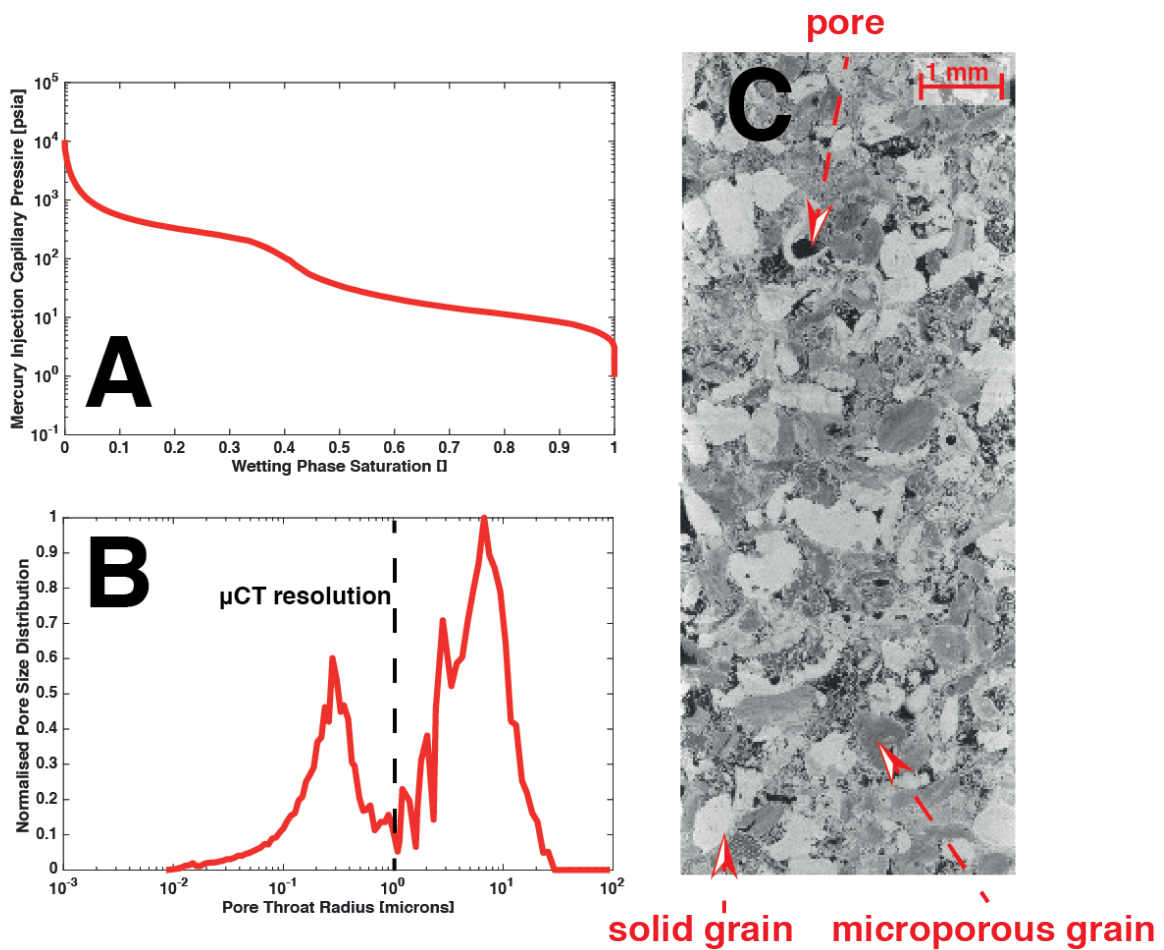 pore
C
1 mm
Mercury Injection Capillary Pressire [psia]
10^5
10^4
10^3
10^2
10^1
10^0
10^-1
A
0 0.1 0.2 0.3 0.4 0.5 0.6 0.7 0.8 0.9 1
Wetting Phase Saturation []
Normalised Pore Size Distribution
1
0.9
0.8
0.7
0.6
0.5
0.4
0.3
0.2
0.1
0
B
µCT resolution
10^-3 10^-2 10^-1 10^0 10^1 10^2
Pore Throat Radius [microns]
solid grain
microporous grain